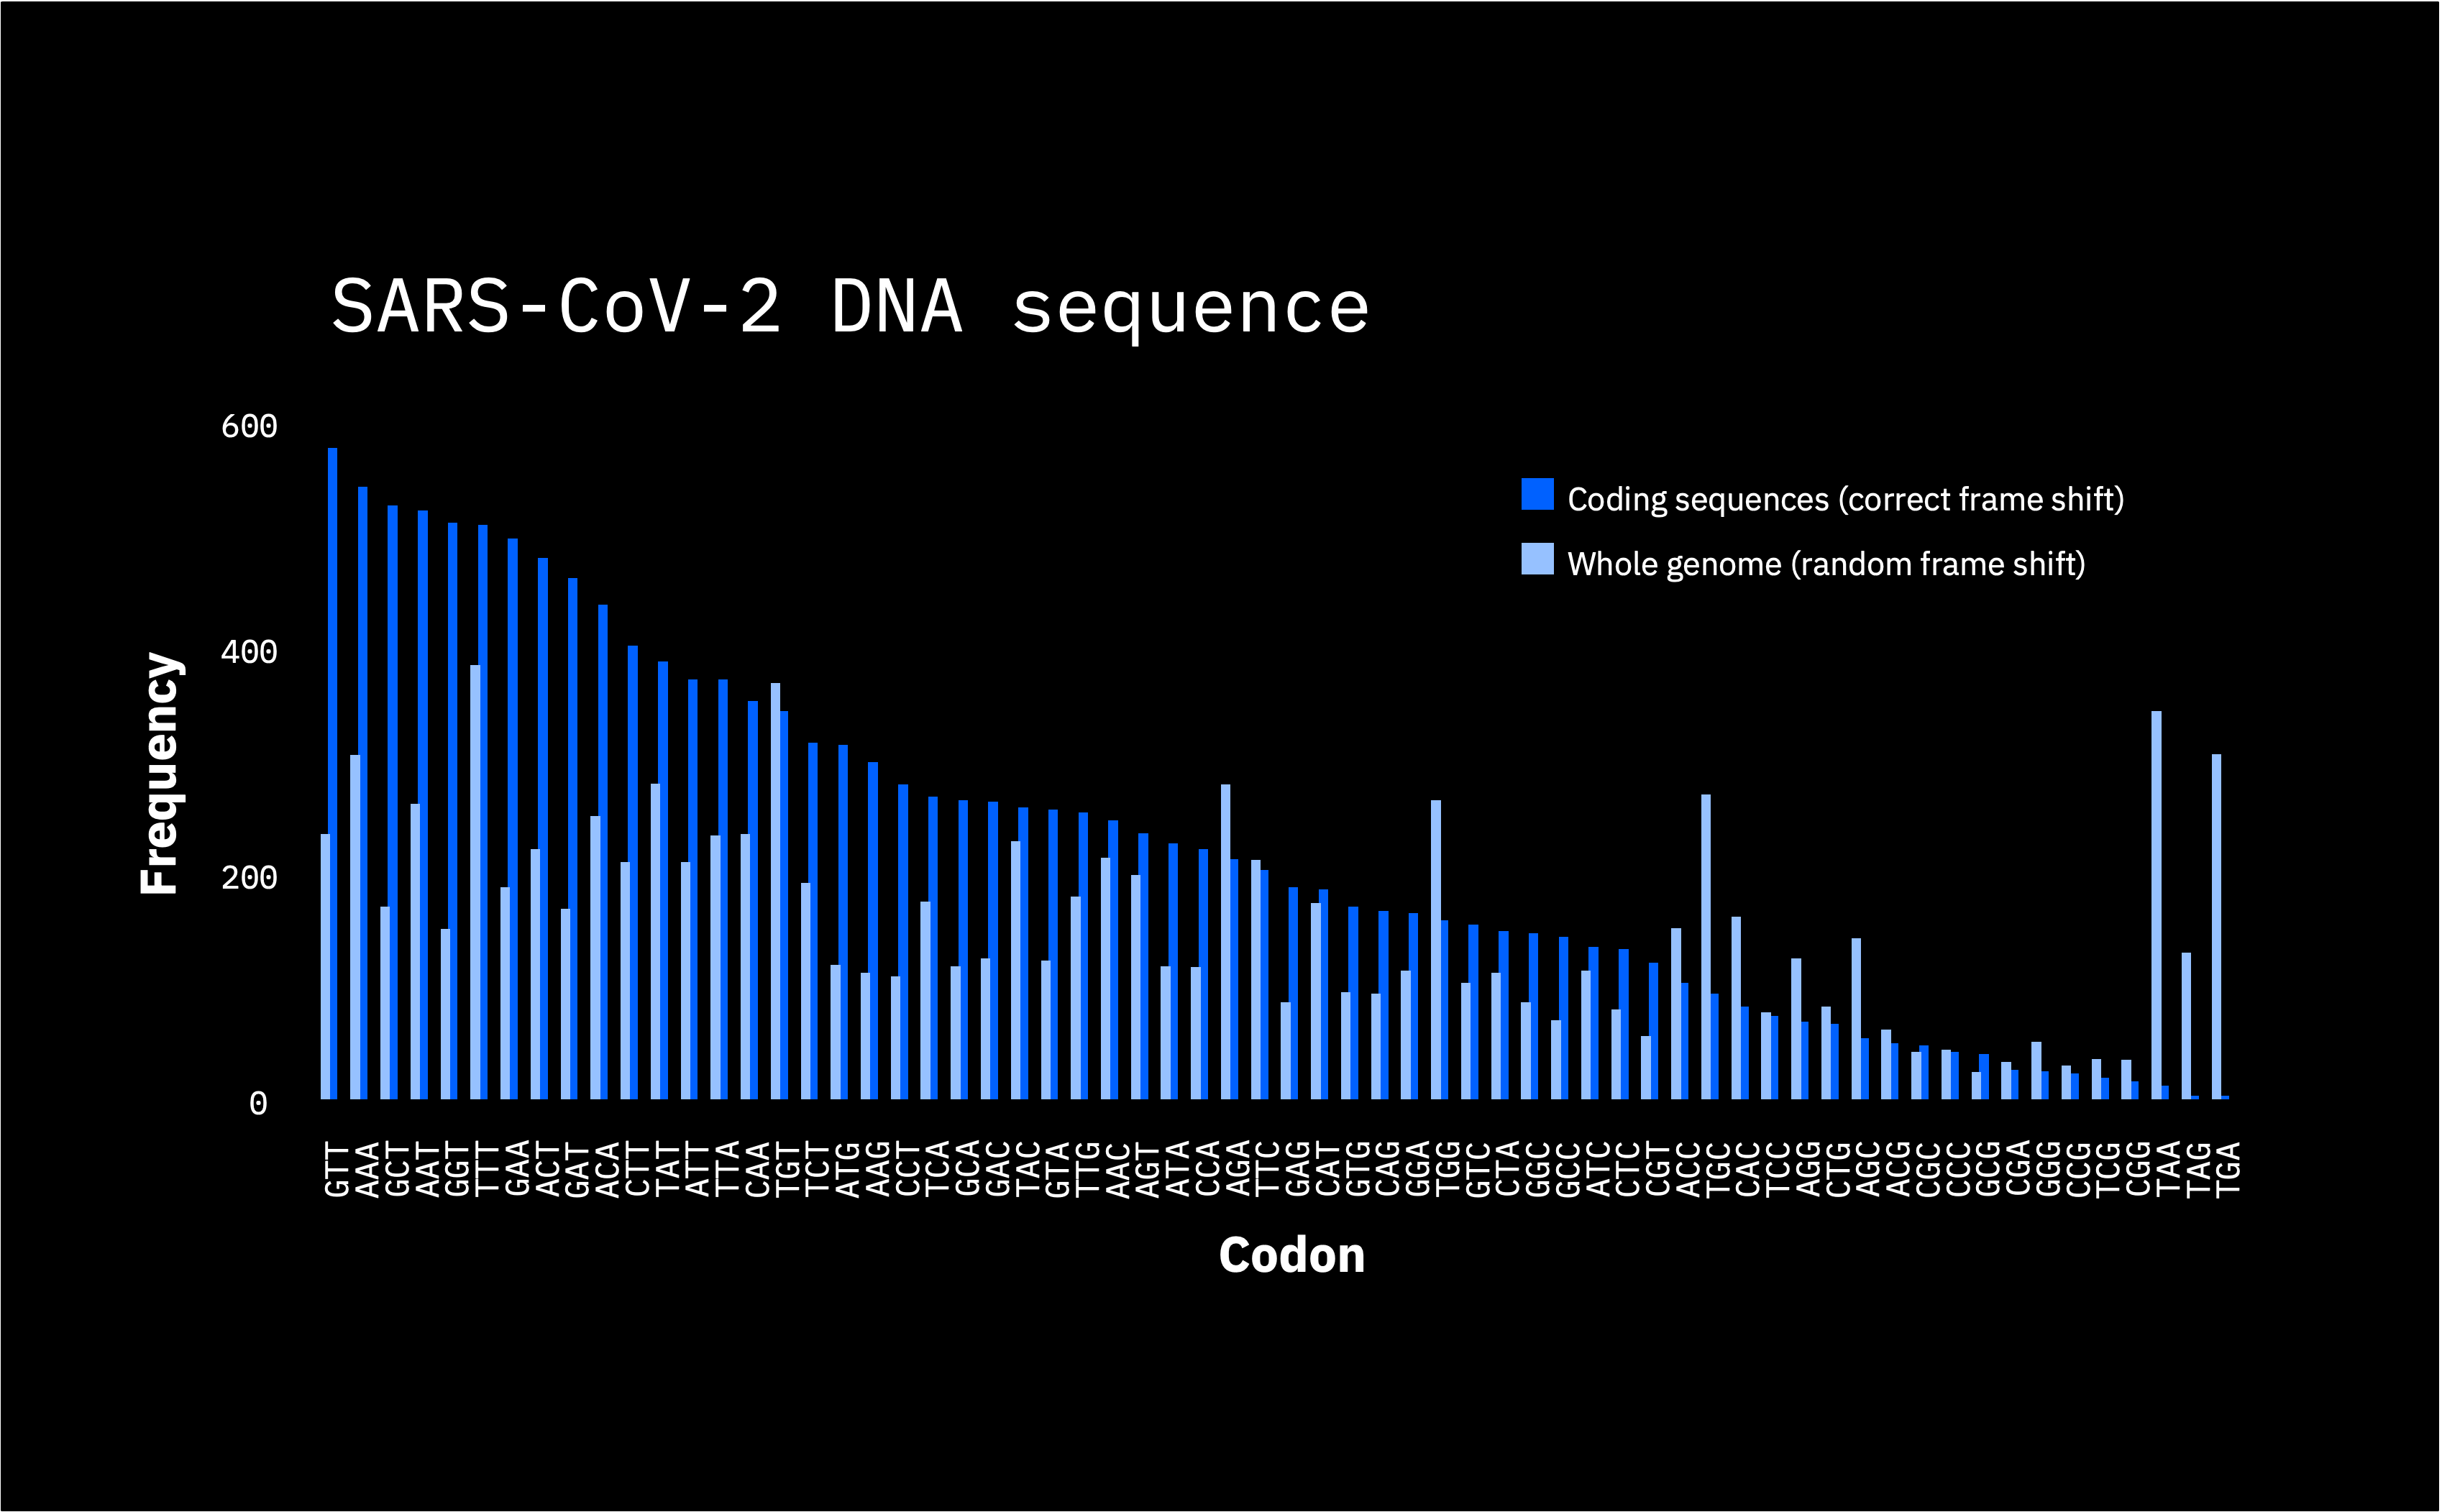 SARS-CoV-2 DNA sequence
600
400
200
0
Frequency
Coding sequences (correct frame shift)
Whole genome (random frame shift)
GTT
AAA
GCT
AAT
GGT
TTT
GAA
ACT
GAT
ACA
CTT
TAT
ATT
TTA
CAA
TGT
TCT
ATG
AAG
CCT
TCA
GCA
GAC
TAC
GTA
TTG
AAC
AGT
ATA
CCA
AGA
TTC
GAG
CAT
GTG
CAG
GGA
TGG
GTC
CTA
GGC
GCC
ATC
CTC
CGT
ACC
TGC
CAC
TCC
AGG
CTG
AGC
ACG
CGC
CCC
GCG
CGA
GGG
CCG
TCG
CGG
TAA
TAG
TGA
Codon